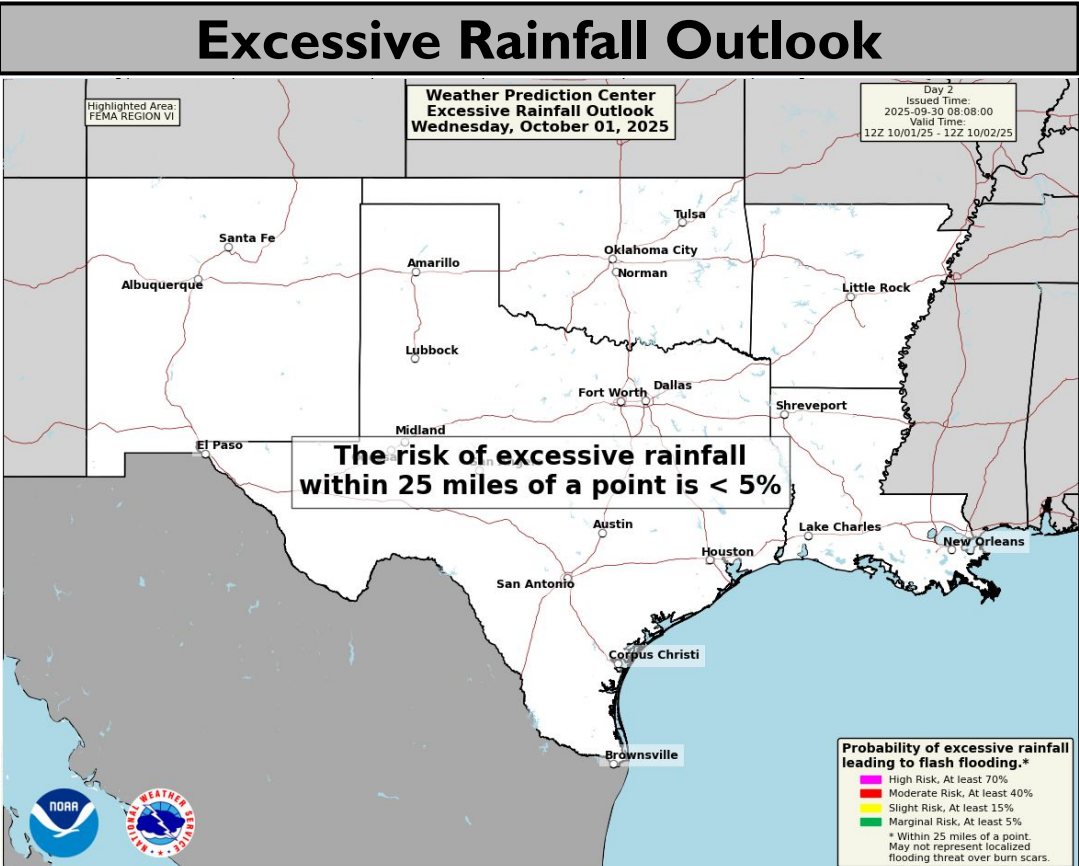 Excessive Rainfall Outlook
Highlighted Area:
FEMA REGION VI
Weather Prediction Center
Excessive Rainfall Outlook
Wednesday, October 01, 2025
Day 2
Issued Time:
2025-09-30 08:08:00
Valid Time:
12Z 10/01/25 - 12Z 10/02/25
Tulsa
Santa Fe
Oklahoma City
Amarillo
Norman
Albuquerque
Little Rock
Lubbock
Dallas
Fort Worth
Shreveport
Midland
El Paso
The risk of excessive rainfall
within 25 miles of a point is < 5%
Austin
Lake Charles
New Orleans
Houston
San Antonio
Corpus Christi
Brownsville
Probability of excessive rainfall
leading to flash flooding.*
High Risk, At least 70%
Moderate Risk, At least 40%
Slight Risk, At least 15%
Marginal Risk, At least 5%
* Within 25 miles of a point.
May not represent localized
flooding threat over burn scars.
NOAA
NATIONAL WEATHER SERVICE